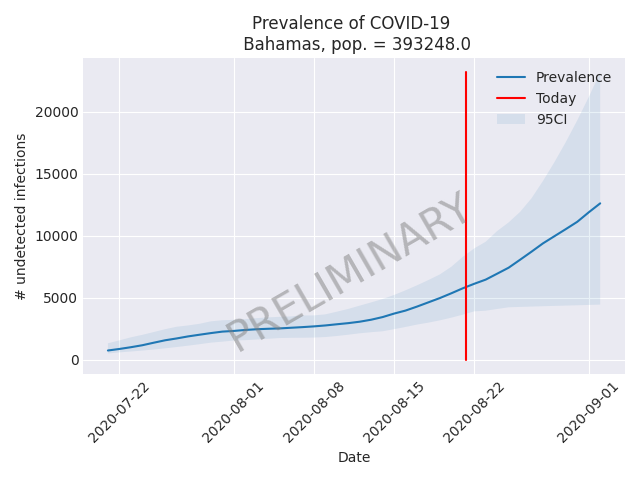 Prevalence of COVID-19
Bahamas, pop. = 393248.0
Prevalence
Today
95CI
20000
15000
10000
5000
0
# undetected infections
PRELIMINARY
2020-07-22
2020-08-01
2020-08-08
2020-08-15
2020-08-22
2020-09-01
Date